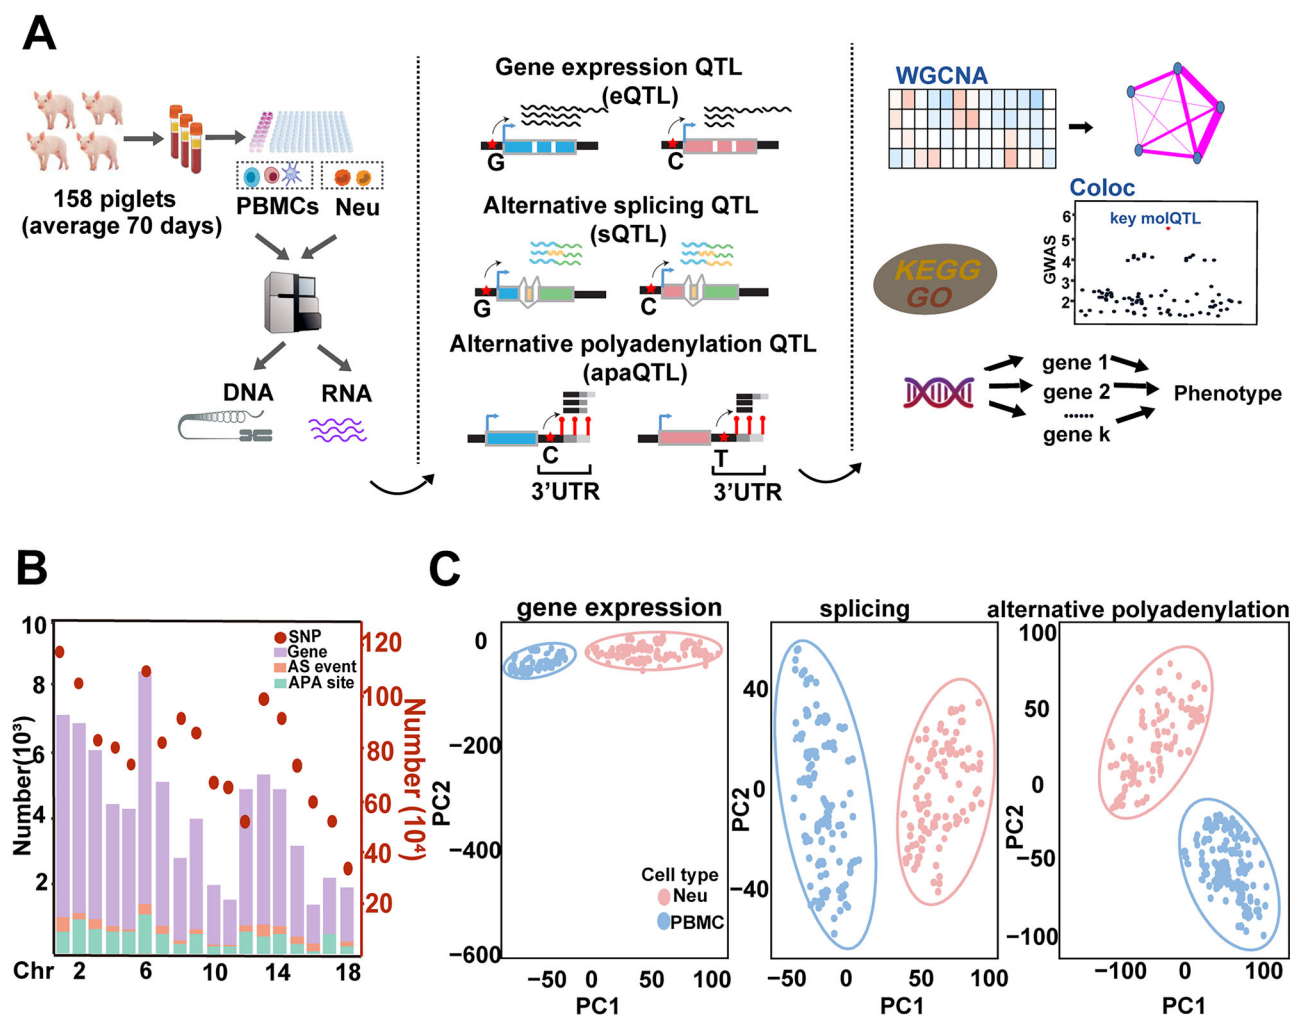 A
158 piglets
(average 70 days)
PBMCs
Neu
DNA
RNA
Gene expression QTL
(eQTL)
G
C
Alternative splicing QTL
(sQTL)
G
C
Alternative polyadenylation QTL
(apaQTL)
C
T
3’UTR
3’UTR
WGCNA
Coloc
key molQTL
GWAS
6
5
4
3
2
KEGG
GO
gene 1
gene 2
......
gene k
Phenotype
B
SNP
Gene
AS event
APA site
Number(10³)
10
8
6
4
2
Number (10⁴)
120
100
80
60
40
20
Chr 2 6 10 14 18
C
gene expression
PC2
0
−200
−400
−600
Cell type
Neu
PBMC
−50 0 50 100
PC1
splicing
PC2
40
0
−40
−50 0 100
PC1
alternative polyadenylation
PC2
100
50
0
−50
−100
−100 0 100
PC1